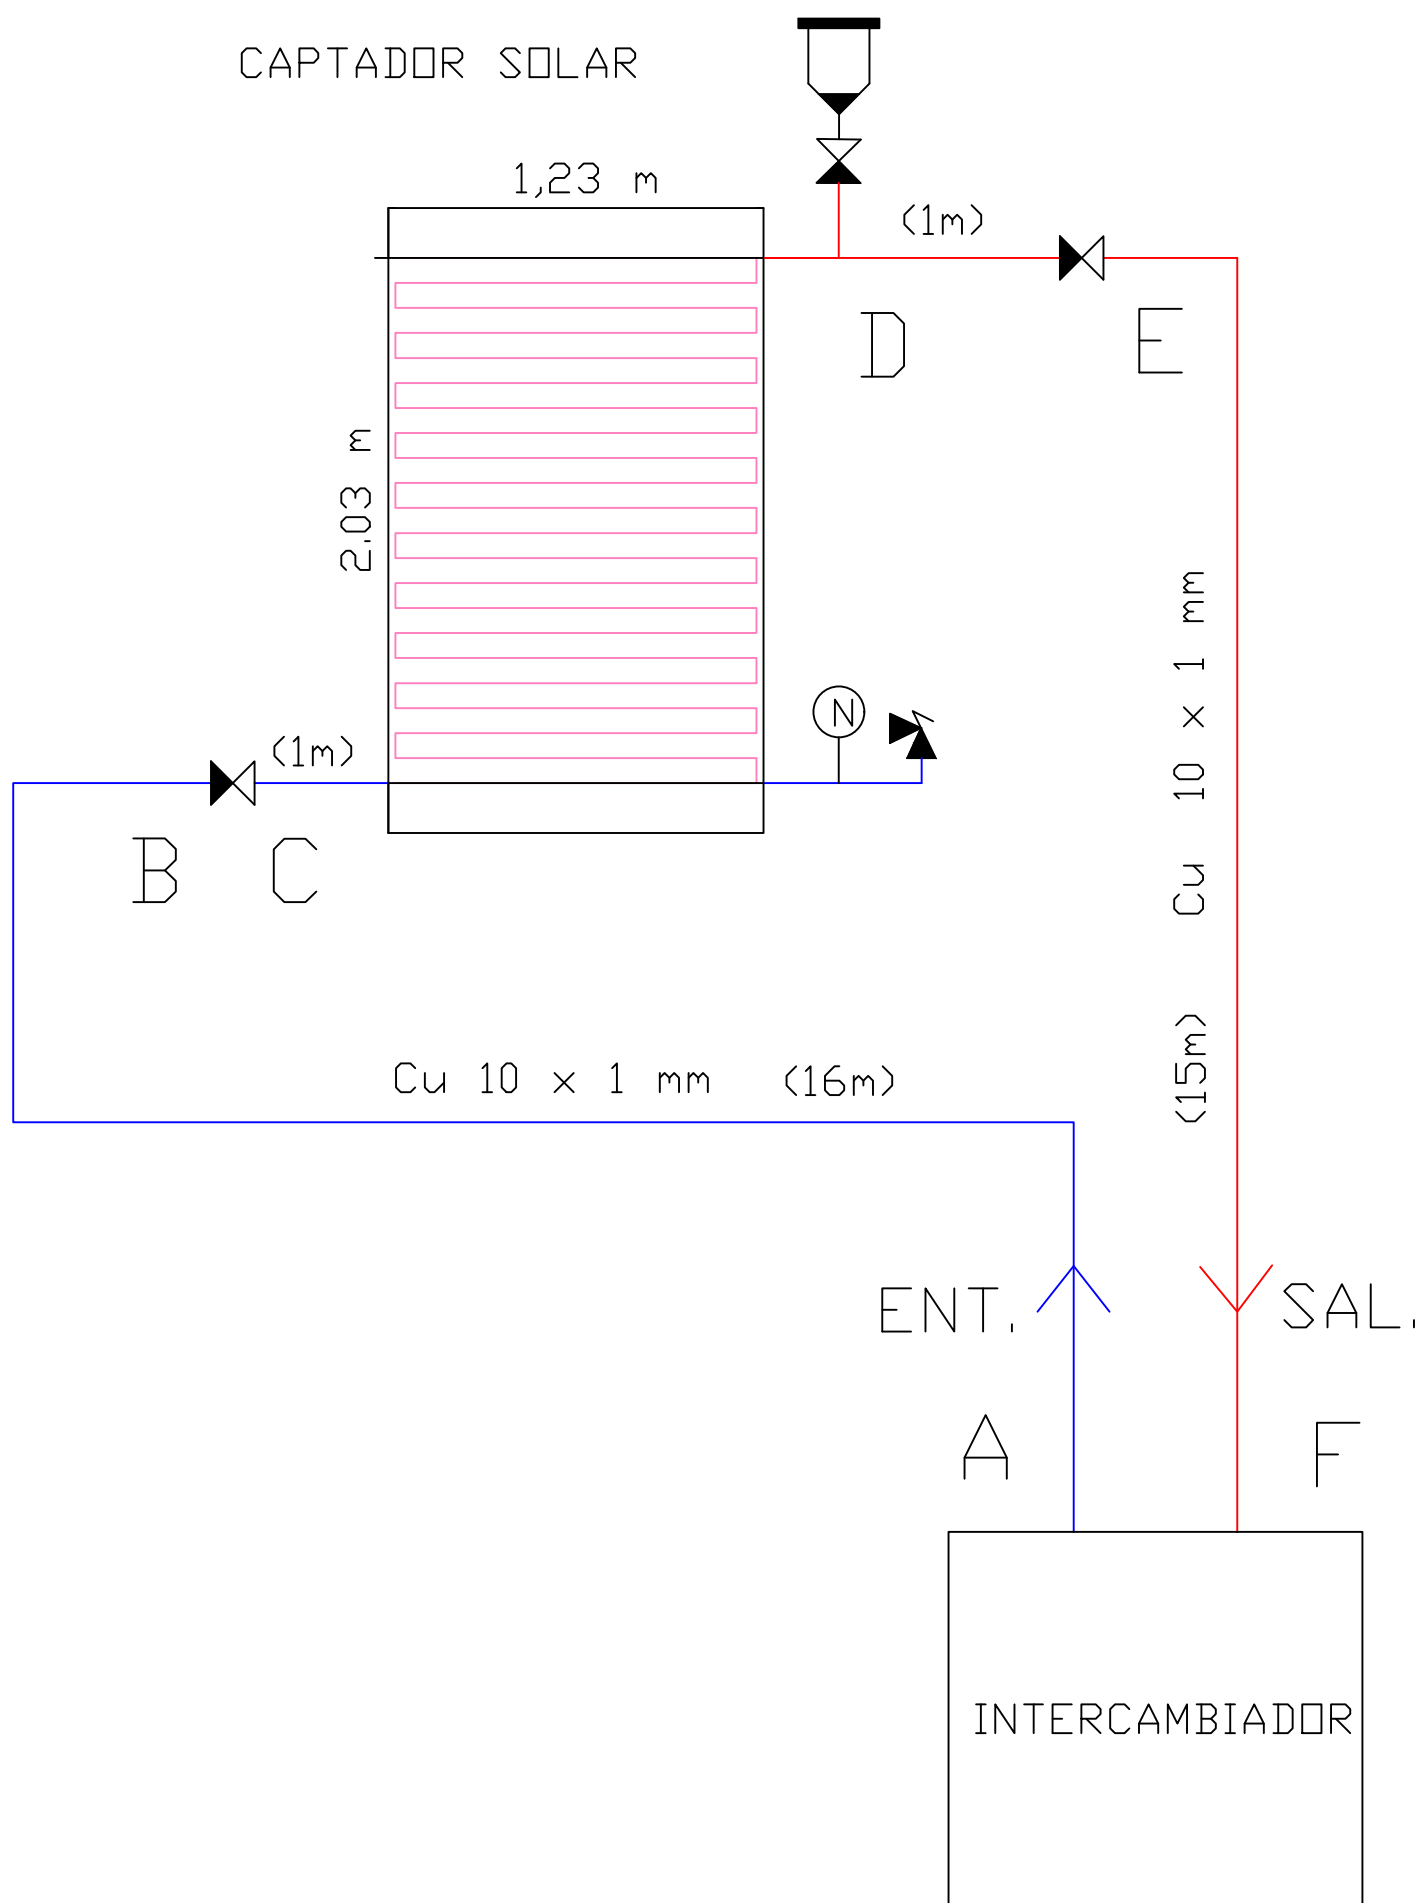 CAPTADOR SOLAR
1,23 m
(1m)
D
E
2.03 m
N
(1m)
B
C
Cu 10 x 1 mm
(15m)
Cu 10 x 1 mm (16m)
ENT.
SAL.
A
F
INTERCAMBIADOR